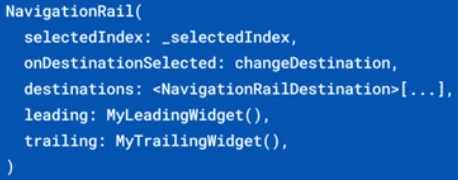 NavigationRail(
  selectedIndex: _selectedIndex,
  onDestinationSelected: changeDestination,
  destinations: <NavigationRailDestination>[...],
  leading: MyLeadingWidget(),
  trailing: MyTrailingWidget(),
)